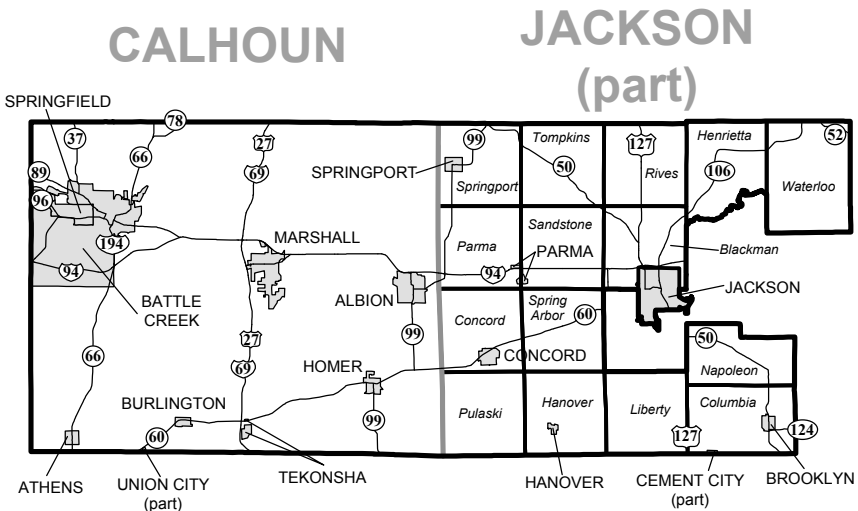 CALHOUN
JACKSON
(part)
SPRINGFIELD
78
37
66
27
69
99
Tompkins
127
Henrietta
52
89
96
SPRINGPORT
50
106
Springport
Rives
Waterloo
194
MARSHALL
Sandstone
Parma
PARMA
Blackman
94
94
BATTLE
CREEK
ALBION
JACKSON
Concord
Spring
Arbor
60
66
27
69
99
HOMER
CONCORD
50
Napoleon
BURLINGTON
60
99
Pulaski
Hanover
Liberty
Columbia
127
124
ATHENS
UNION CITY
(part)
TEKONSHA
HANOVER
CEMENT CITY
(part)
BROOKLYN